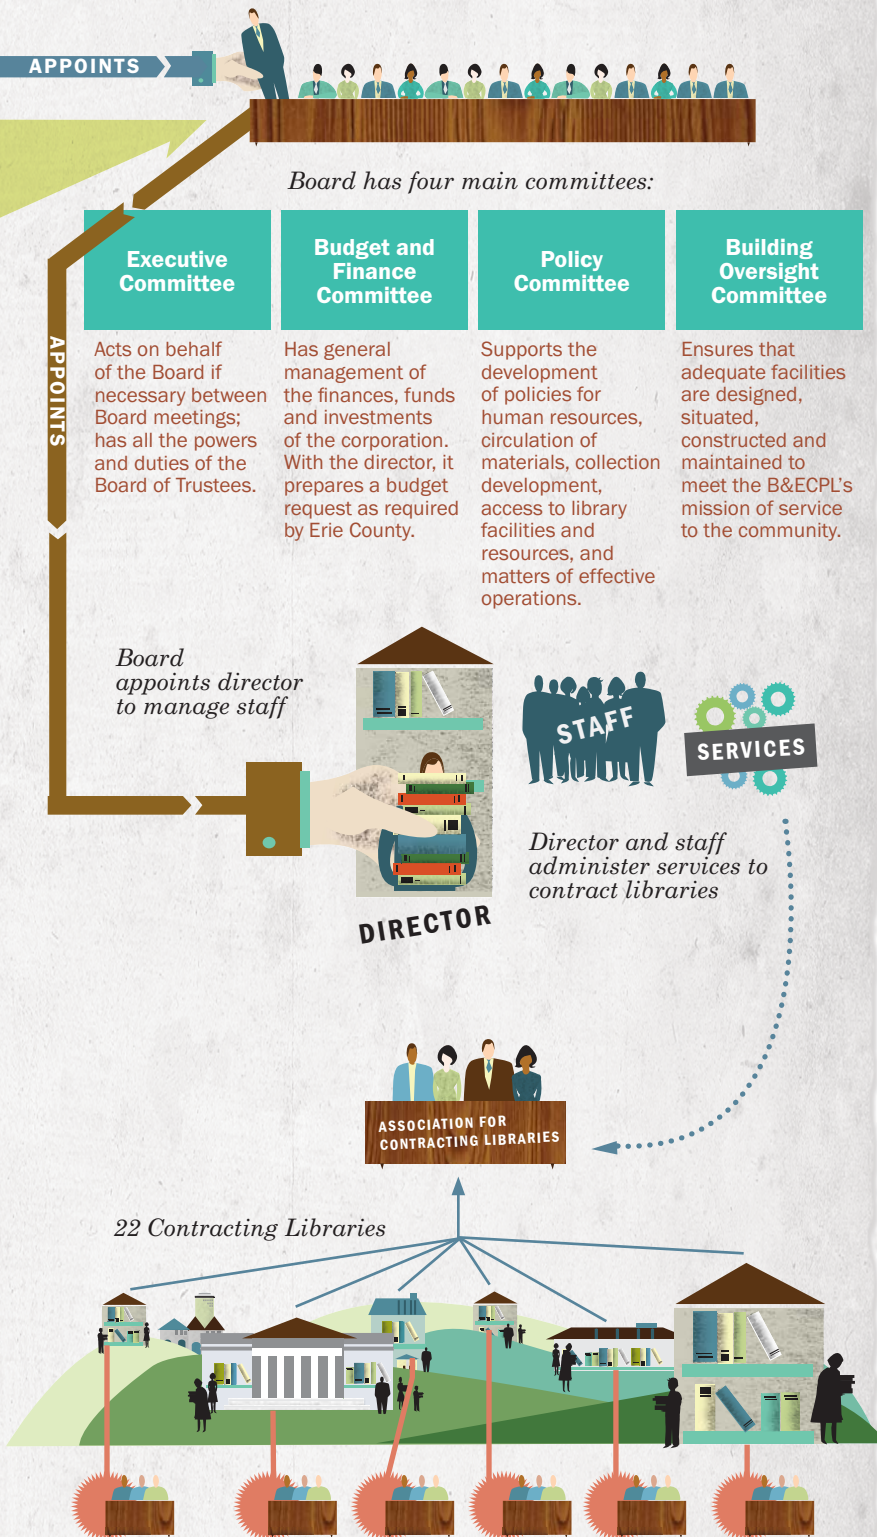 APPOINTS
Board has four main committees:
Executive
Committee
Acts on behalf
of the Board if
necessary between
Board meetings;
has all the powers
and duties of the
Board of Trustees.
Budget and
Finance
Committee
Has general
management of
the finances, funds
and investments
of the corporation.
With the director, it
prepares a budget
request as required
by Erie County.
Policy
Committee
Supports the
development
of policies for
human resources,
circulation of
materials, collection
development,
access to library
facilities and
resources, and
matters of effective
operations.
Building
Oversight
Committee
Ensures that
adequate facilities
are designed,
situated,
constructed and
maintained to
meet the B&ECPL's
mission of service
to the community.
APPOINTS
Board
appoints director
to manage staff
DIRECTOR
STAFF
SERVICES
Director and staff
administer services to
contract libraries
ASSOCIATION FOR
CONTRACTING LIBRARIES
22 Contracting Libraries